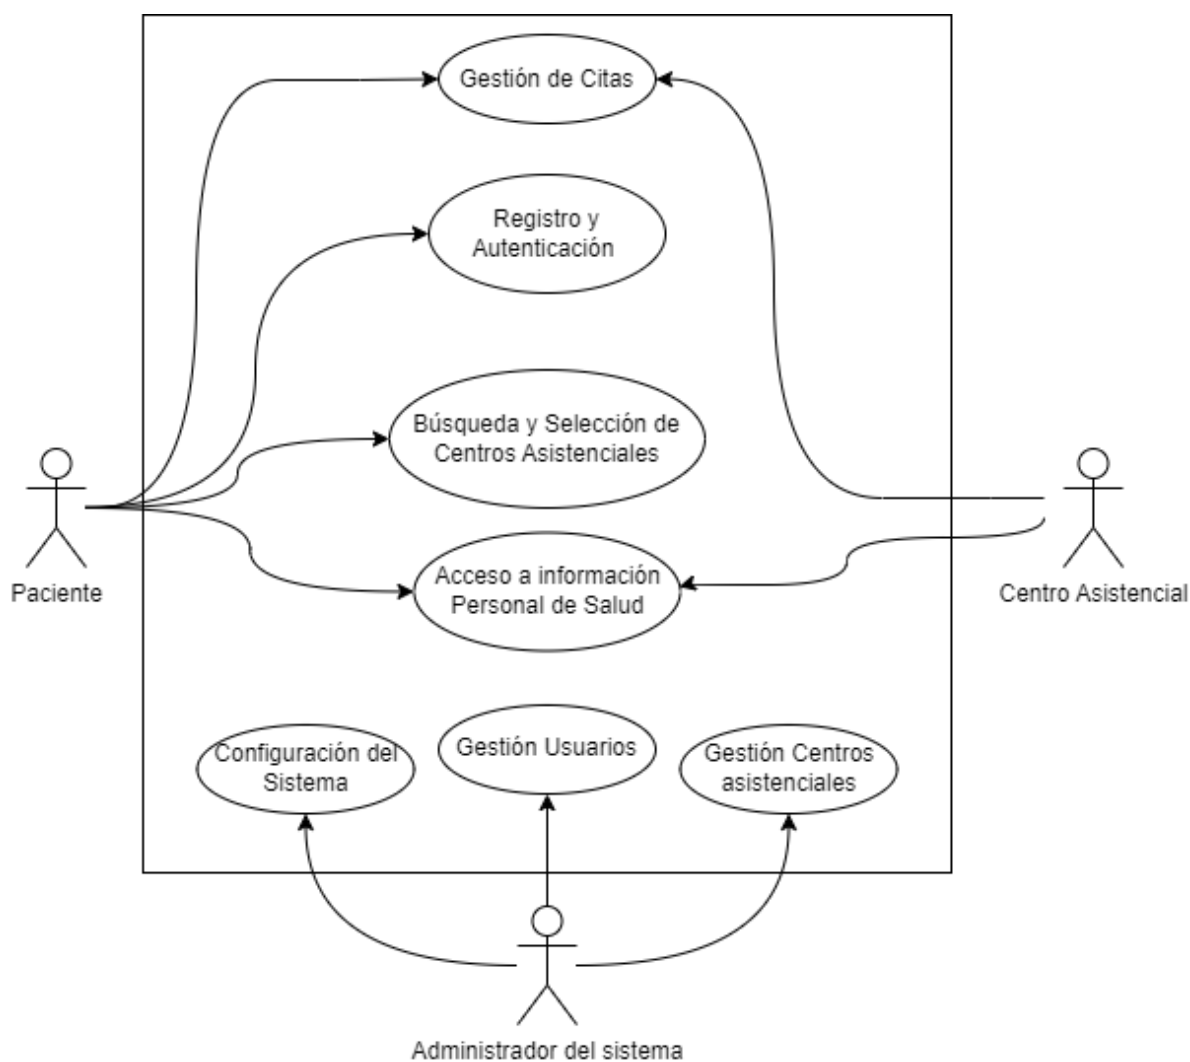 Gestión de Citas
Registro y
Autenticación
Búsqueda y Selección de
Centros Asistenciales
Paciente
Acceso a información
Personal de Salud
Centro Asistencial
Configuración del
Sistema
Gestión Usuarios
Gestión Centros
asistenciales
Administrador del sistema